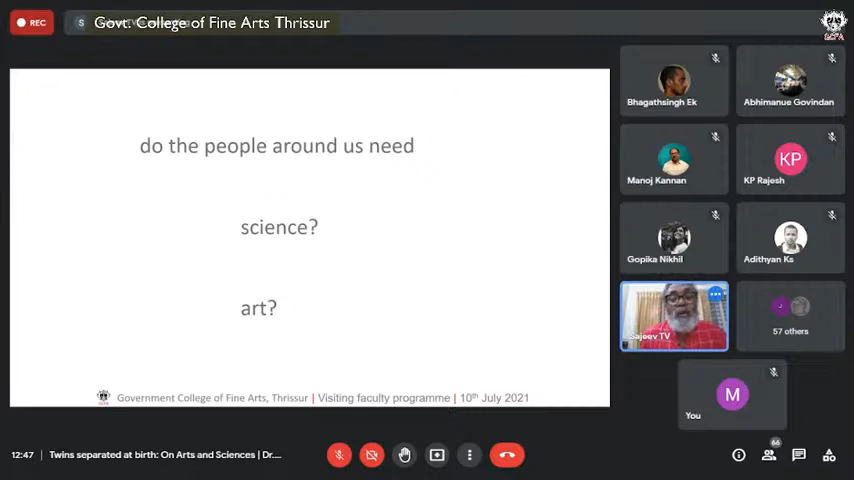 REC
S
Govt. College of Fine Arts Thrissur
GCFA
do the people around us need
science?
art?
Government College of Fine Arts, Thrissur | Visiting faculty programme | 10th July 2021
Bhagathsingh Ek
Abhimanue Govindan
Manoj Kannan
KP
KP Rajesh
Gopika Nikhil
Adithyan Ks
Sajeev TV
J
57 others
M
You
12:47 | Twins separated at birth: On Arts and Sciences | Dr....
66